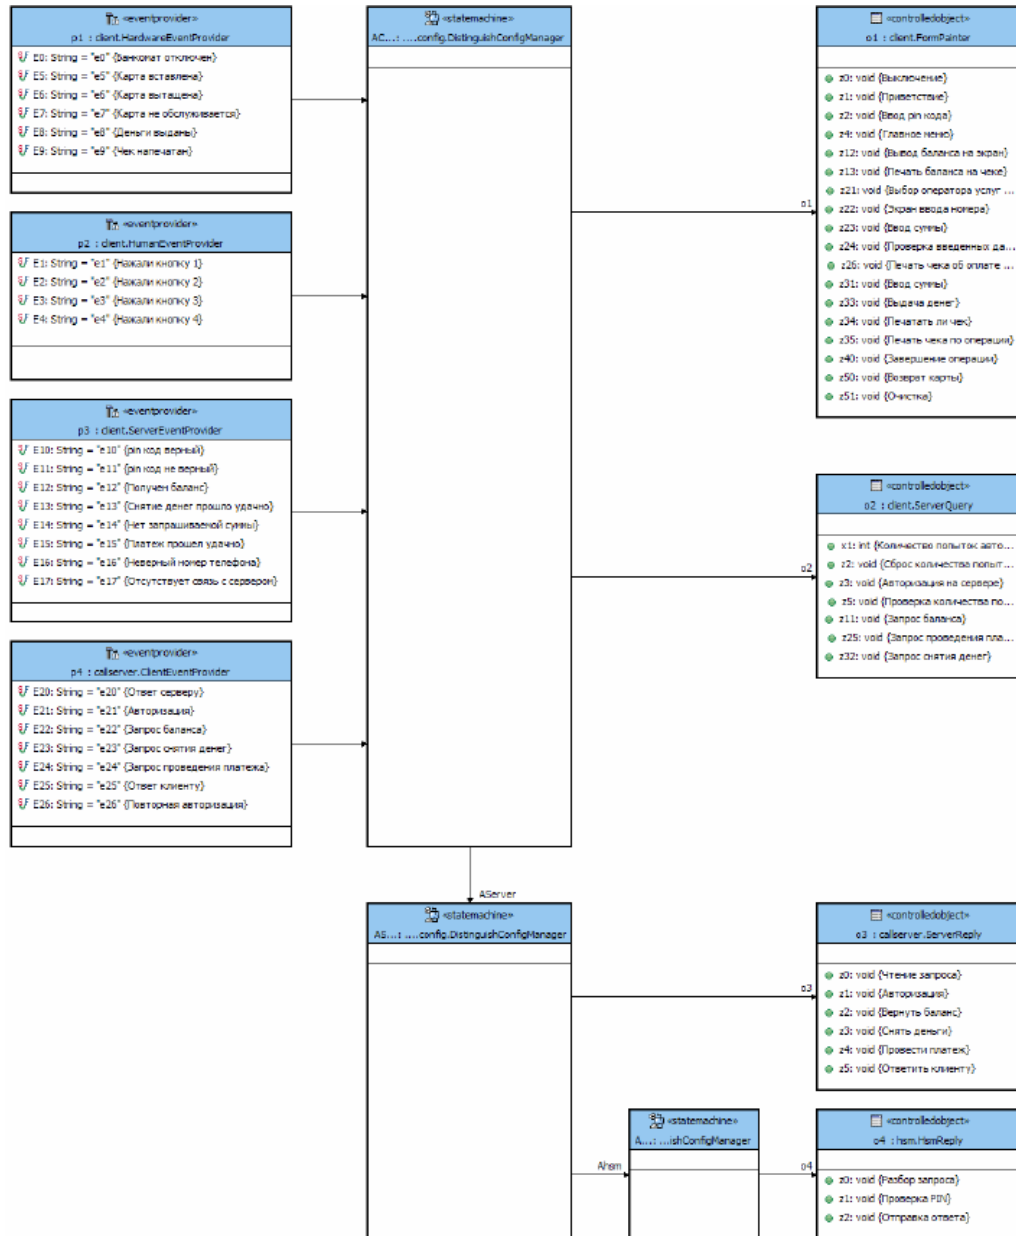 «eventprovider»
p1 : client.HardwareEventProvider
E0: String = "e0" {Банкомат отключен}
E5: String = "e5" {Карта вставлена}
E6: String = "e6" {Карта вытащена}
E7: String = "e7" {Карта не обслуживается}
E8: String = "e8" {Деньги выданы}
E9: String = "e9" {Чек напечатан}
«eventprovider»
p2 : client.HumanEventProvider
E1: String = "e1" {Нажали кнопку 1}
E2: String = "e2" {Нажали кнопку 2}
E3: String = "e3" {Нажали кнопку 3}
E4: String = "e4" {Нажали кнопку 4}
«eventprovider»
p3 : client.ServerEventProvider
E10: String = "e10" {pin код верный}
E11: String = "e11" {pin код не верный}
E12: String = "e12" {Получен баланс}
E13: String = "e13" {Снятие денег прошло удачно}
E14: String = "e14" {Нет запрашиваемой суммы}
E15: String = "e15" {Платеж прошел удачно}
E16: String = "e16" {Неверный номер телефона}
E17: String = "e17" {Отсутствует связь с сервером}
«eventprovider»
p4 : callserver.ClientEventProvider
E20: String = "e20" {Ответ серверу}
E21: String = "e21" {Авторизация}
E22: String = "e22" {Запрос баланса}
E23: String = "e23" {Запрос снятия денег}
E24: String = "e24" {Запрос проведения платежа}
E25: String = "e25" {Ответ клиенту}
E26: String = "e26" {Повторная авторизация}
«statemachine»
AC...: ....config.DistinguishConfigManager
o1
«controlledobject»
o1 : client.FormPainter
z0: void {Выключение}
z1: void {Приветствие}
z2: void {Ввод pin кода}
z4: void {Главное меню}
z12: void {Вывод баланса на экран}
z13: void {Печать баланса на чеке}
z21: void {Выбор оператора услуг ...
z22: void {Экран ввода номера}
z23: void {Ввод суммы}
z24: void {Проверка введенных да...
z26: void {Печать чека об оплате ...
z31: void {Ввод суммы}
z33: void {Выдача денег}
z34: void {Печатать ли чек}
z35: void {Печать чека по операции}
z40: void {Завершение операции}
z50: void {Возврат карты}
z51: void {Очистка}
o2
«controlledobject»
o2 : client.ServerQuery
x1: int {Количество попыток авто...
z2: void {Сброс количества попыт...
z3: void {Авторизация на сервере}
z5: void {Проверка количества по...
z11: void {Запрос баланса}
z25: void {Запрос проведения пла...
z32: void {Запрос снятия денег}
AServer
«statemachine»
AS...: ....config.DistinguishConfigManager
o3
«controlledobject»
o3 : callserver.ServerReply
z0: void {Чтение запроса}
z1: void {Авторизация}
z2: void {Вернуть баланс}
z3: void {Снять деньги}
z4: void {Провести платеж}
z5: void {Ответить клиенту}
Ahsm
«statemachine»
A...: ...ishConfigManager
o4
«controlledobject»
o4 : hsm.HsmReply
z0: void {Разбор запроса}
z1: void {Проверка PIN}
z2: void {Отправка ответа}